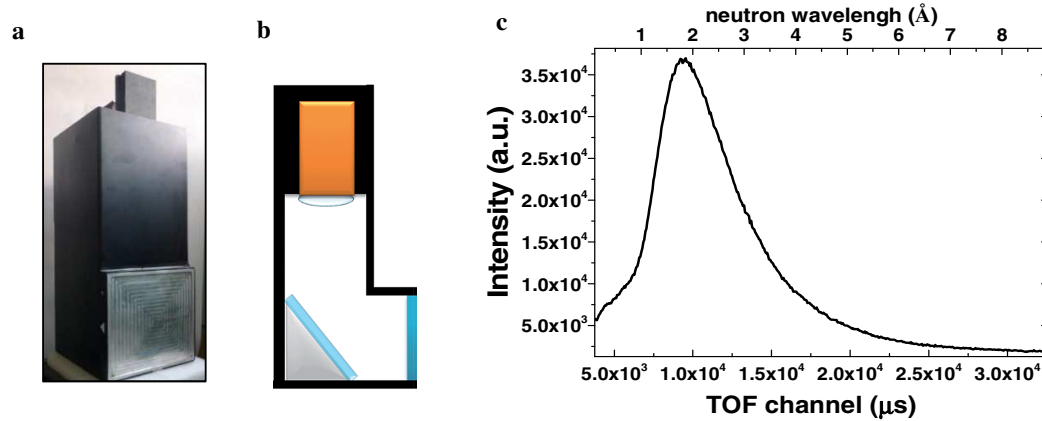 a
b
c
neutron wavelengh (Å)
1 2 3 4 5 6 7 8
3.5x10⁴
3.0x10⁴
2.5x10⁴
2.0x10⁴
1.5x10⁴
1.0x10⁴
5.0x10³
Intensity (a.u.)
5.0x10³ 1.0x10⁴ 1.5x10⁴ 2.0x10⁴ 2.5x10⁴ 3.0x10⁴
TOF channel (μs)